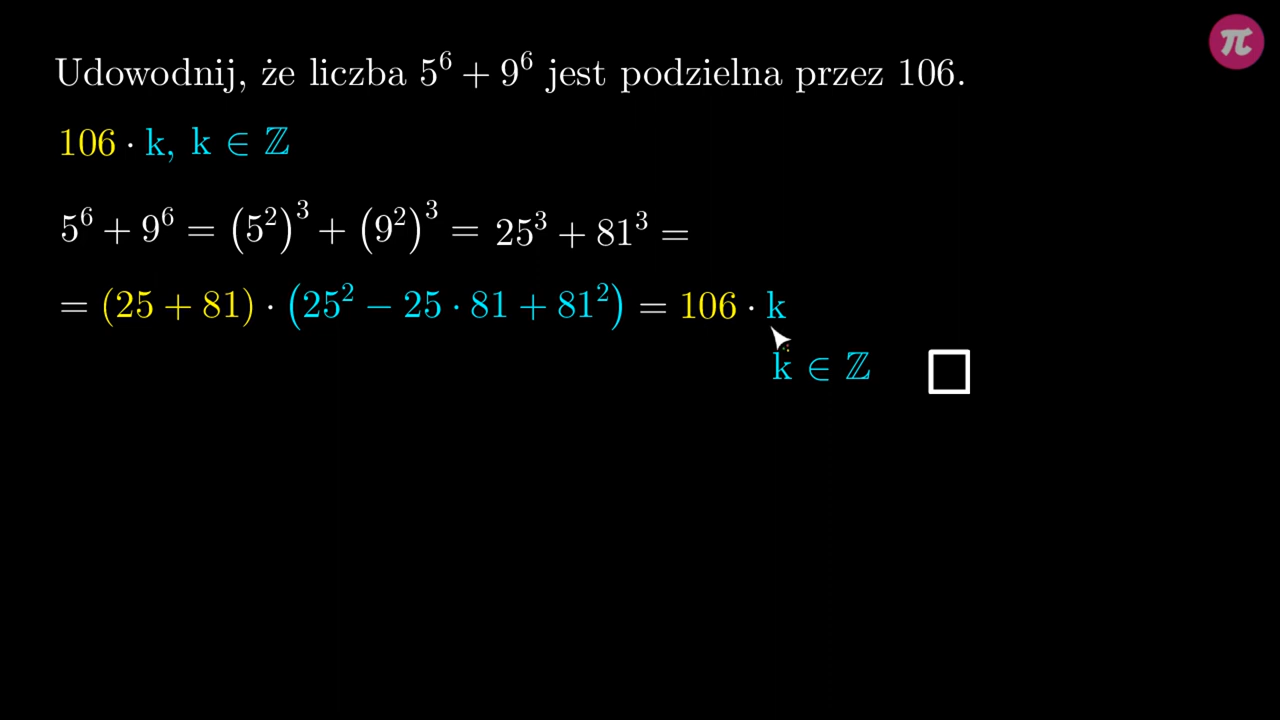 Udowodnij, że liczba 5⁶ + 9⁶ jest podzielna przez 106.
106 · k, k ∈ ℤ
5⁶ + 9⁶ = (5²)³ + (9²)³ = 25³ + 81³ =
= (25 + 81) · (25² − 25 · 81 + 81²) = 106 · k
k ∈ ℤ □
π